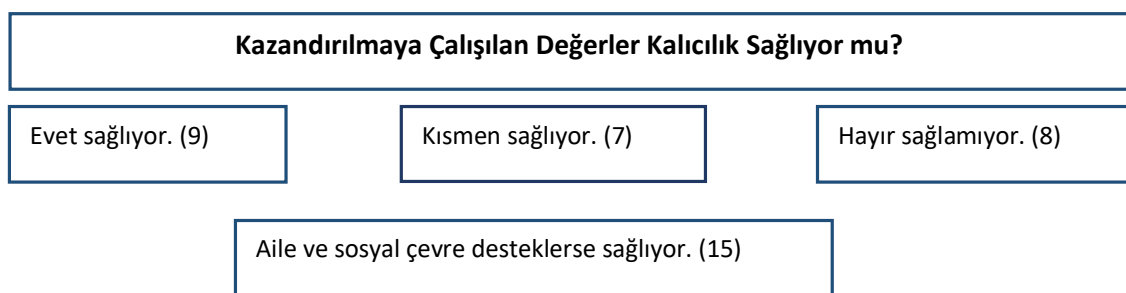 Kazandırılmaya Çalışılan Değerler Kalıcılık Sağlıyor mu?
Evet sağlıyor. (9)
Kısmen sağlıyor. (7)
Hayır sağlamıyor. (8)
Aile ve sosyal çevre desteklerse sağlıyor. (15)